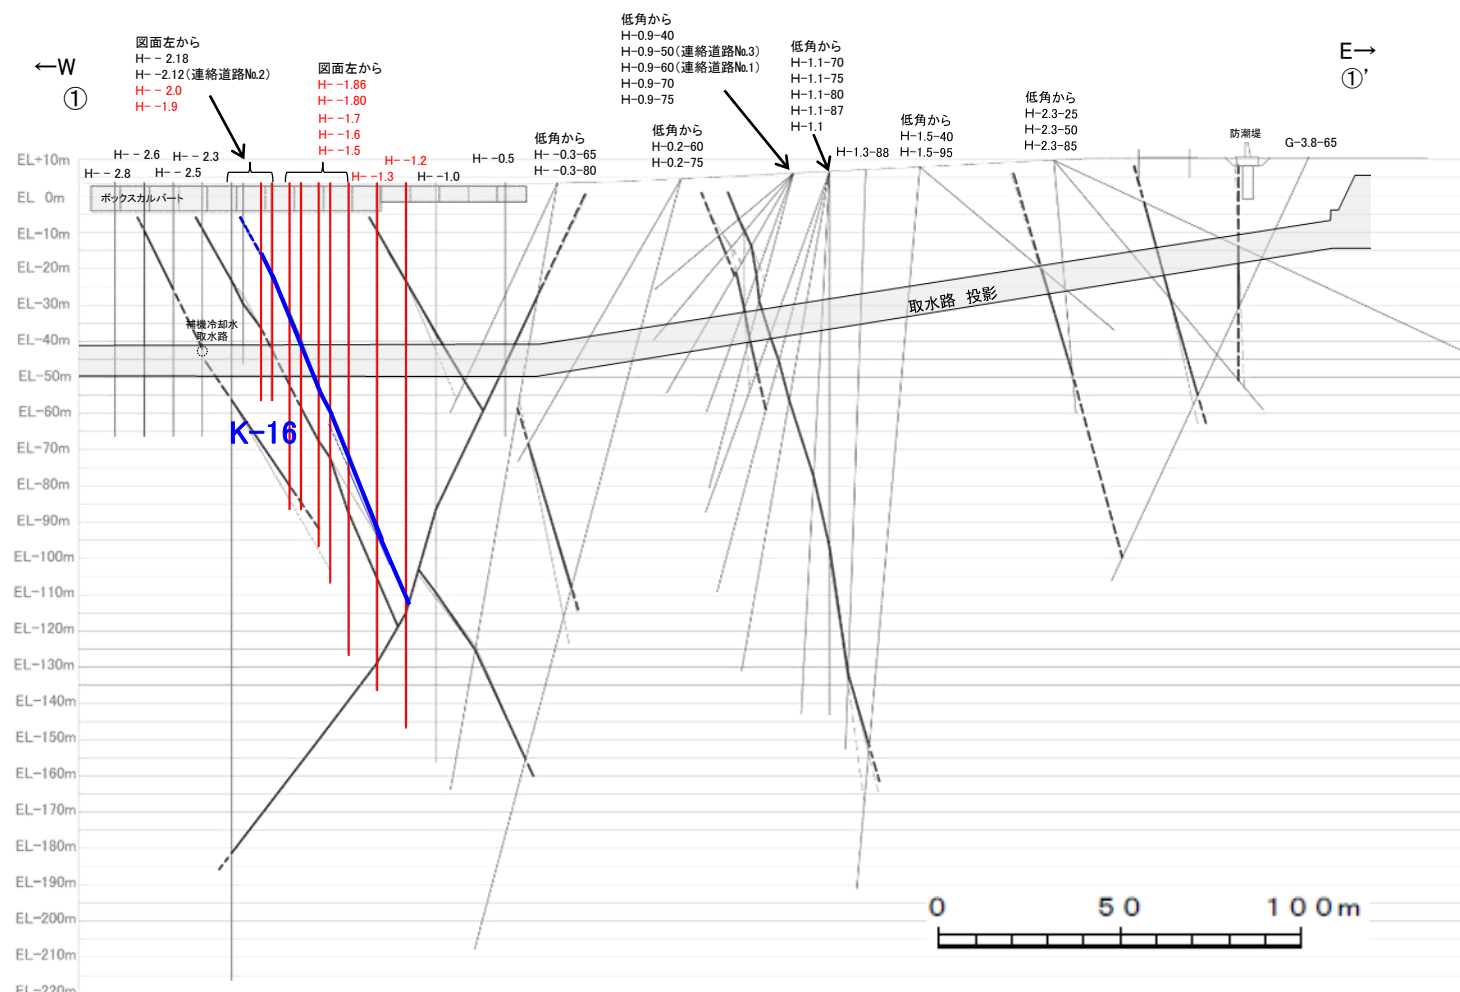 ←W
①
図面左から
H-－2.18
H-－2.12(連絡道路№2)
H-－2.0
H-－1.9
図面左から
H-－1.86
H-－1.80
H-－1.7
H-－1.6
H-－1.5
低角から
H-0.9-40
H-0.9-50(連絡道路№3)
H-0.9-60(連絡道路№1)
H-0.9-70
H-0.9-75
低角から
H-1.1-70
H-1.1-75
H-1.1-80
H-1.1-87
H-1.1
E→
①’
低角から
H-2.3-25
H-2.3-50
H-2.3-85
低角から
H-1.5-40
H-1.5-95
H-1.3-88
低角から
H-0.2-60
H-0.2-75
低角から
H-－0.3-65
H-－0.3-80
防潮堤
G-3.8-65
H-－2.8
H-－2.6
H-－2.5
H-－2.3
H-－1.3
H-－1.2
H-－1.0
H-－0.5
ボックスカルバート
補機冷却水
取水路
取水路 投影
K-16
EL+10m
EL 0m
EL-10m
EL-20m
EL-30m
EL-40m
EL-50m
EL-60m
EL-70m
EL-80m
EL-90m
EL-100m
EL-110m
EL-120m
EL-130m
EL-140m
EL-150m
EL-160m
EL-170m
EL-180m
EL-190m
EL-200m
EL-210m
EL-220m
0 50 100m